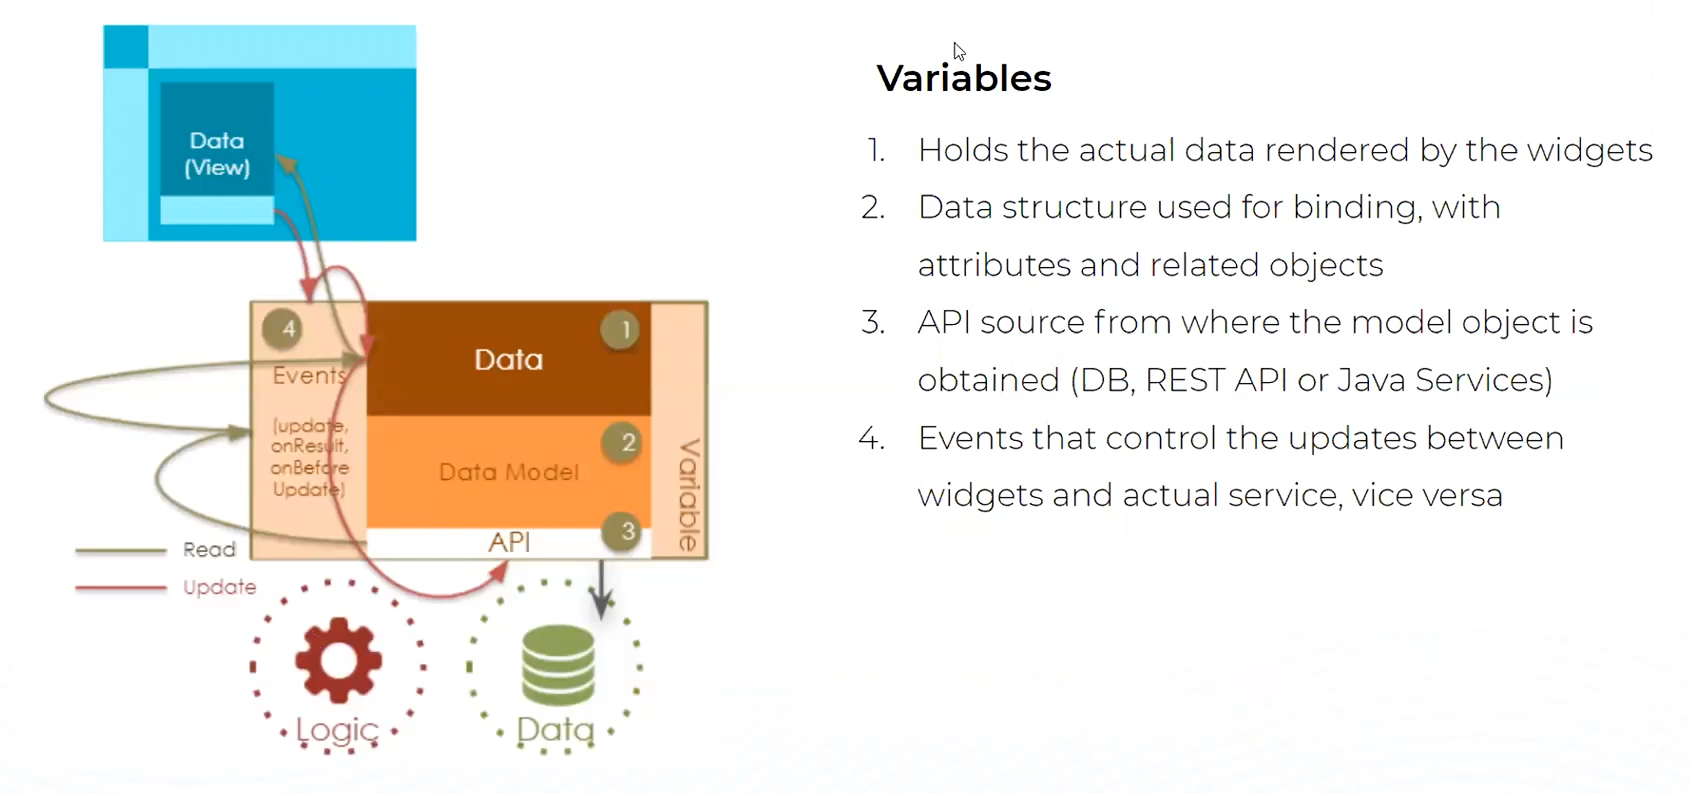 Data
(View)
4
Events
(update,
onResult,
onBefore
Update)
1
Data
2
Data Model
3
API
Variable
Read
Update
Logic
Data
Variables
1. Holds the actual data rendered by the widgets
2. Data structure used for binding, with
attributes and related objects
3. API source from where the model object is
obtained (DB, REST API or Java Services)
4. Events that control the updates between
widgets and actual service, vice versa